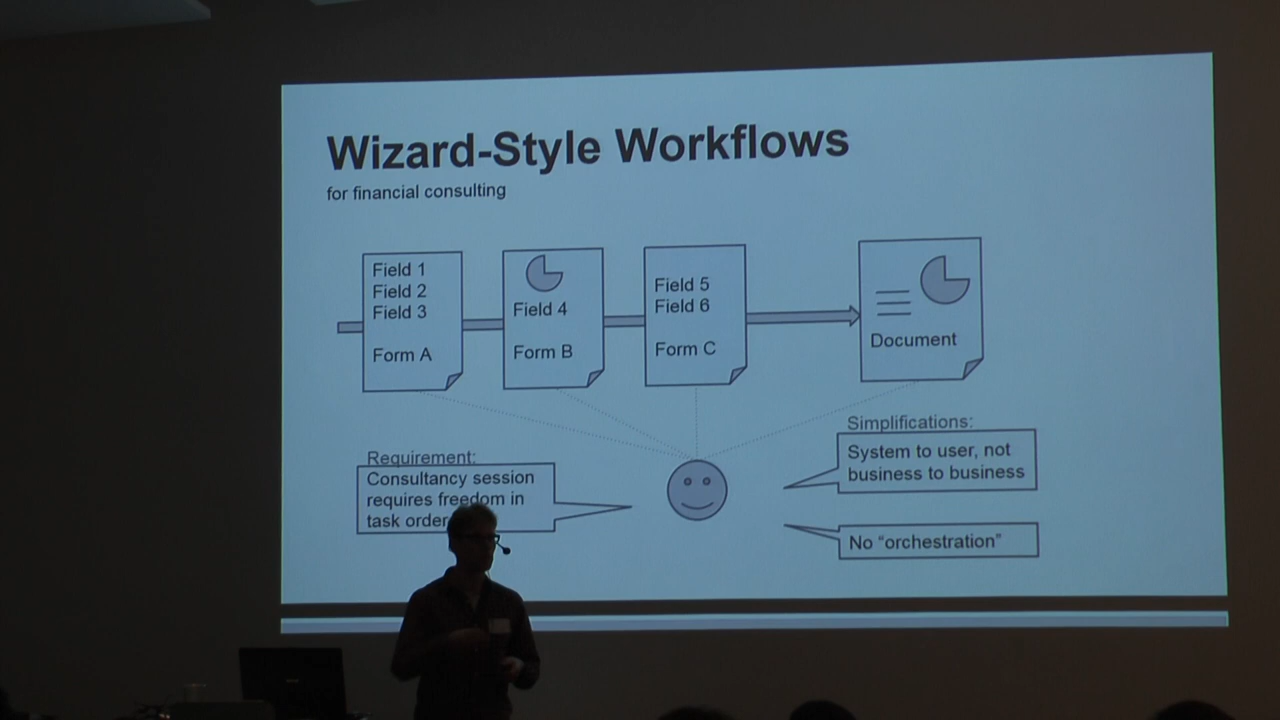 Wizard-Style Workflows
for financial consulting
Field 1
Field 2
Field 3
Form A
Field 4
Form B
Field 5
Field 6
Form C
Document
Requirement:
Consultancy session
requires freedom in
task order
Simplifications:
System to user, not
business to business
No “orchestration”